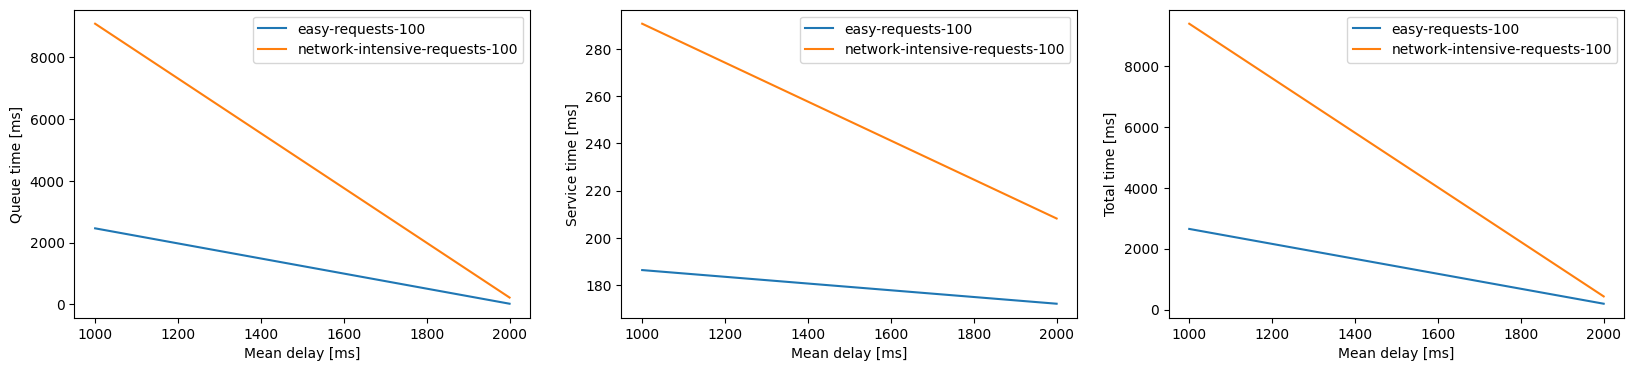 easy-requests-100
network-intensive-requests-100
8000
6000
4000
2000
0
Queue time [ms]
1000 1200 1400 1600 1800 2000
Mean delay [ms]
easy-requests-100
network-intensive-requests-100
280
260
240
220
200
180
Service time [ms]
1000 1200 1400 1600 1800 2000
Mean delay [ms]
easy-requests-100
network-intensive-requests-100
8000
6000
4000
2000
0
Total time [ms]
1000 1200 1400 1600 1800 2000
Mean delay [ms]